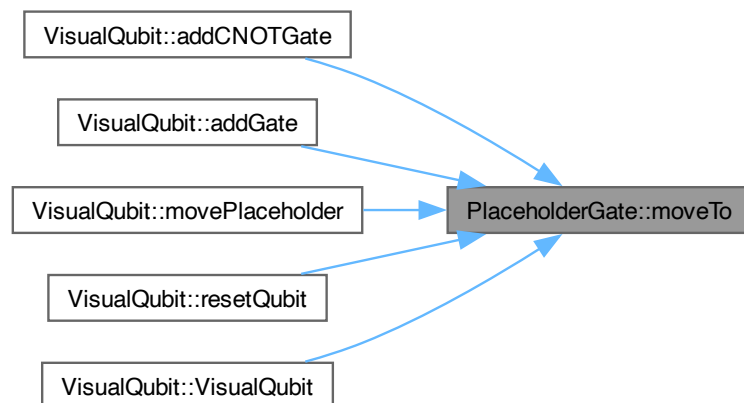 VisualQubit::addCNOTGate
VisualQubit::addGate
VisualQubit::movePlaceholder
PlaceholderGate::moveTo
VisualQubit::resetQubit
VisualQubit::VisualQubit